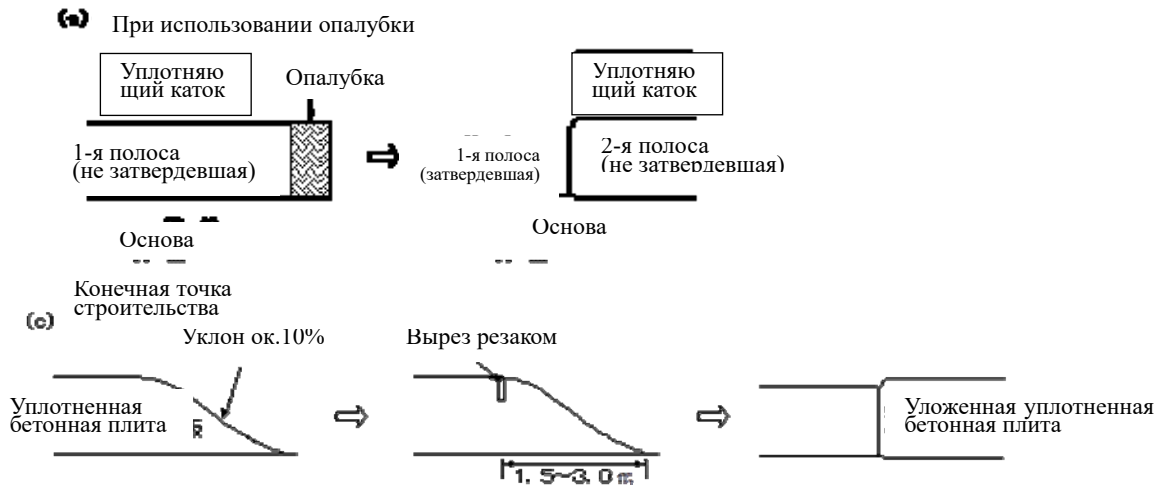 (a) При использовании опалубки
Уплотняю
щий каток
Опалубка
1-я полоса
(не затвердевшая)
Основа
Уплотняю
щий каток
1-я полоса
(затвердевшая)
2-я полоса
(не затвердевшая)
Основа
(c)
Конечная точка
строительства
Уклон ок.10%
Вырез резаком
Уплотненная
бетонная плита
1. 5~3. 0 m
Уложенная уплотненная
бетонная плита